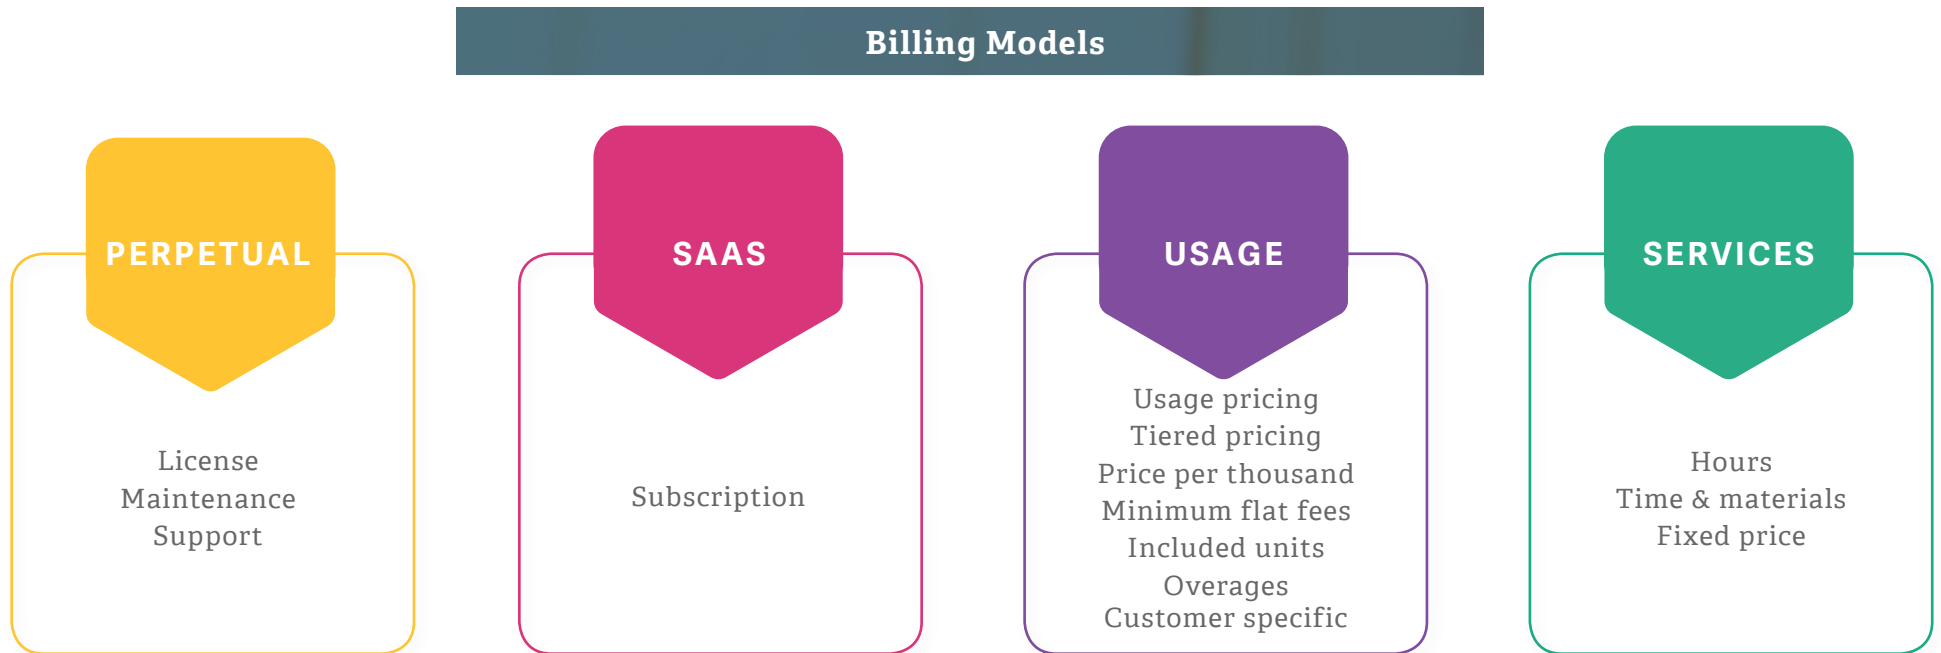 Billing Models
PERPETUAL
License
Maintenance
Support
SAAS
Subscription
USAGE
Usage pricing
Tiered pricing
Price per thousand
Minimum flat fees
Included units
Overages
Customer specific
SERVICES
Hours
Time & materials
Fixed price